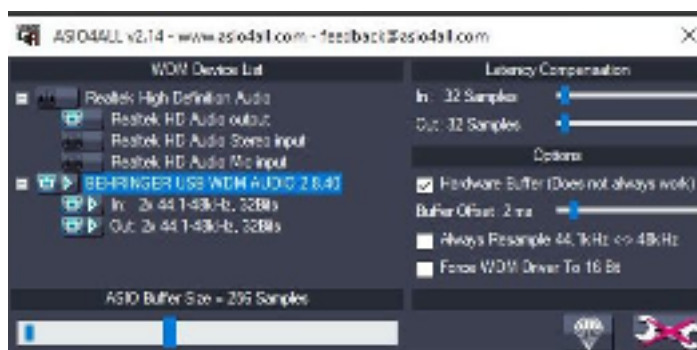 ASIO4ALL v2.14 - www.asio4all.com - feedback@asio4all.com
WDM Device List
Realtek High Definition Audio
Realtek HD Audio output
Realtek HD Audio Stereo input
Realtek HD Audio Mic input
BEHRINGER USB WDM AUDIO 2.8.40
In: 2x 44.1-48kHz, 32Bits
Out: 2x 44.1-48kHz, 32Bits
ASIO Buffer Size = 256 Samples
Latency Compensation
In: 32 Samples
Out: 32 Samples
Options
Hardware Buffer (Does not always work)
Buffer Offset: 2 ms
Always Resample 44.1kHz <-> 48kHz
Force WDM Driver To 16 Bit